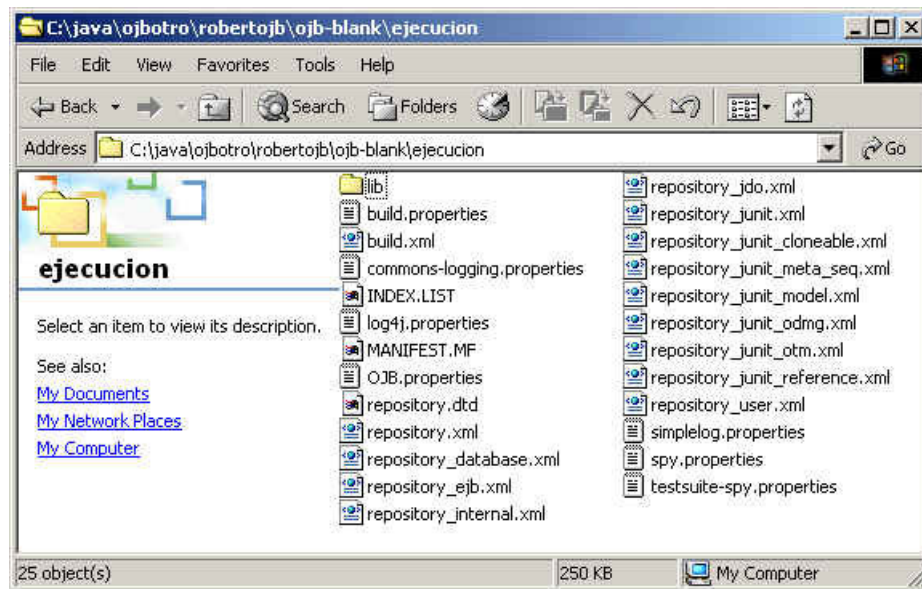 C:\java\ojbotro\robertojb\ojb-blank\ejecucion
File Edit View Favorites Tools Help
Back Search Folders
Address C:\java\ojbotro\robertojb\ojb-blank\ejecucion Go
ejecucion
Select an item to view its description.
See also:
My Documents
My Network Places
My Computer
lib
build.properties
build.xml
commons-logging.properties
INDEX.LIST
log4j.properties
MANIFEST.MF
OJB.properties
repository.dtd
repository.xml
repository_database.xml
repository_ejb.xml
repository_internal.xml
repository_jdo.xml
repository_junit.xml
repository_junit_cloneable.xml
repository_junit_meta_seq.xml
repository_junit_model.xml
repository_junit_odmg.xml
repository_junit_otm.xml
repository_junit_reference.xml
repository_user.xml
simplelog.properties
spy.properties
testsuite-spy.properties
25 object(s) 250 KB My Computer